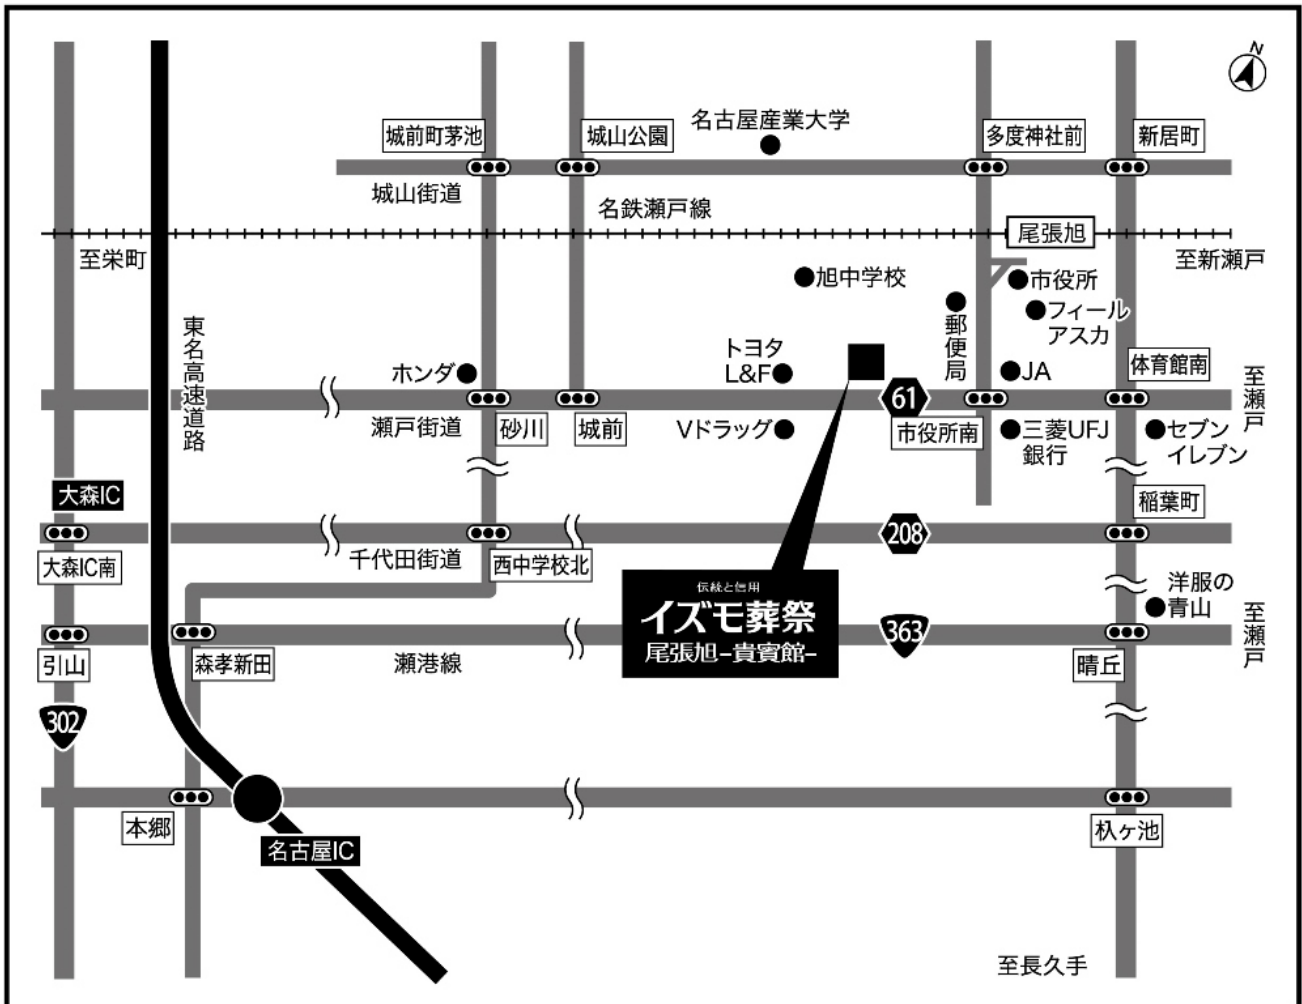 N
名古屋産業大学
城前町茅池
城山公園
多度神社前
新居町
城山街道
名鉄瀬戸線
尾張旭
至栄町
至新瀬戸
旭中学校
市役所
フィール
アスカ
郵便局
東名高速道路
トヨタ
L&F
ホンダ
JA
体育館南
至瀬戸
61
瀬戸街道
砂川
城前
Vドラッグ
市役所南
三菱UFJ
銀行
セブン
イレブン
大森IC
稲葉町
208
大森IC南
千代田街道
西中学校北
洋服の
青山
伝統と信用
イズモ葬祭
尾張旭-貴賓館-
363
至瀬戸
引山
森孝新田
瀬港線
晴丘
302
本郷
杁ヶ池
名古屋IC
至長久手